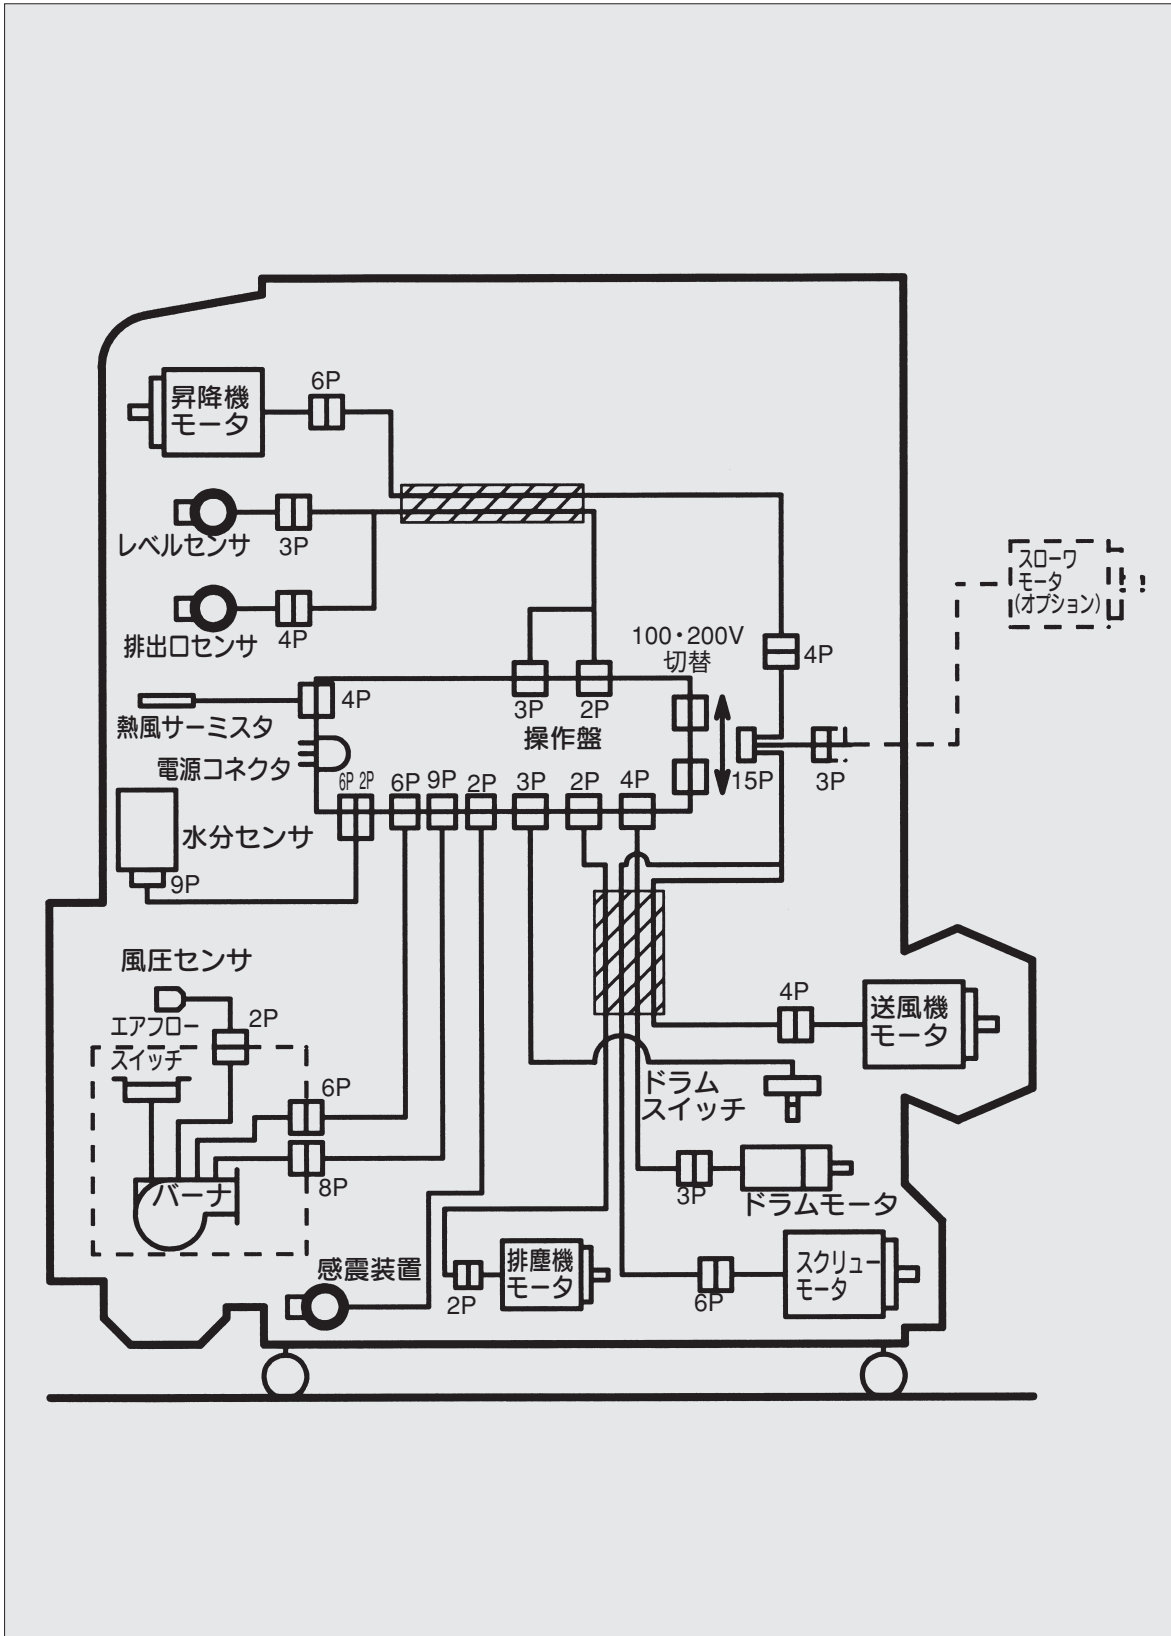 昇降機
モータ
6P
レベルセンサ
3P
排出口センサ
4P
スローワ
モータ
(オプション)
100・200V
切替
4P
熱風サーミスタ
4P
3P
2P
操作盤
電源コネクタ
15P
3P
6P 2P
6P
9P
2P
3P
2P
4P
水分センサ
9P
風圧センサ
エアフロー
スイッチ
2P
6P
8P
バーナ
4P
送風機
モータ
ドラム
スイッチ
3P
ドラムモータ
感震装置
2P
排塵機
モータ
6P
スクリュー
モータ